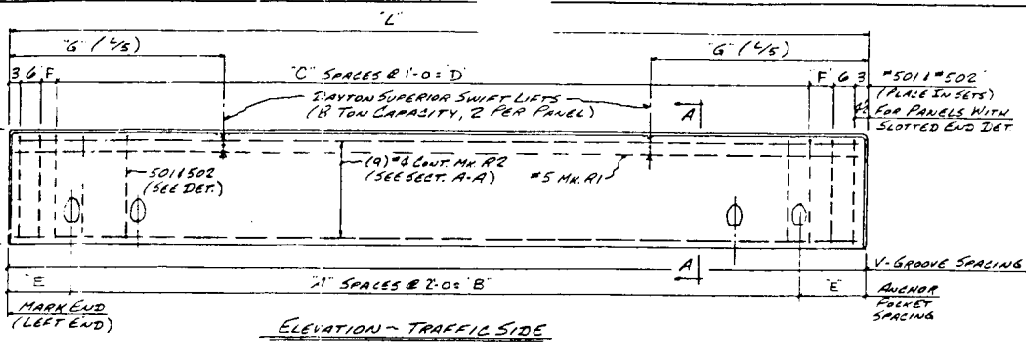 "L"
"G" (L/5)
"G" (L/5)
3 6 F
"C" SPACES @ 1'-0 = "D"
F 6 3
#501 & #502
(PLACE IN SETS)
FOR PANELS WITH
SLOTTED END DET.
DAYTON SUPERIOR SWIFT LIFTS
(8 TON CAPACITY, 2 PER PANEL)
A
501 & 502
(SEE DET.)
(9) #4 CONT. MK. R2
(SEE SECT. A-A)
#5 MK. R1
A
V-GROOVE SPACING
"E"
"A" SPACES @ 2'-0 = "B"
"E"
ANCHOR
POCKET
SPACING
MARK END
(LEFT END)
ELEVATION ~ TRAFFIC SIDE